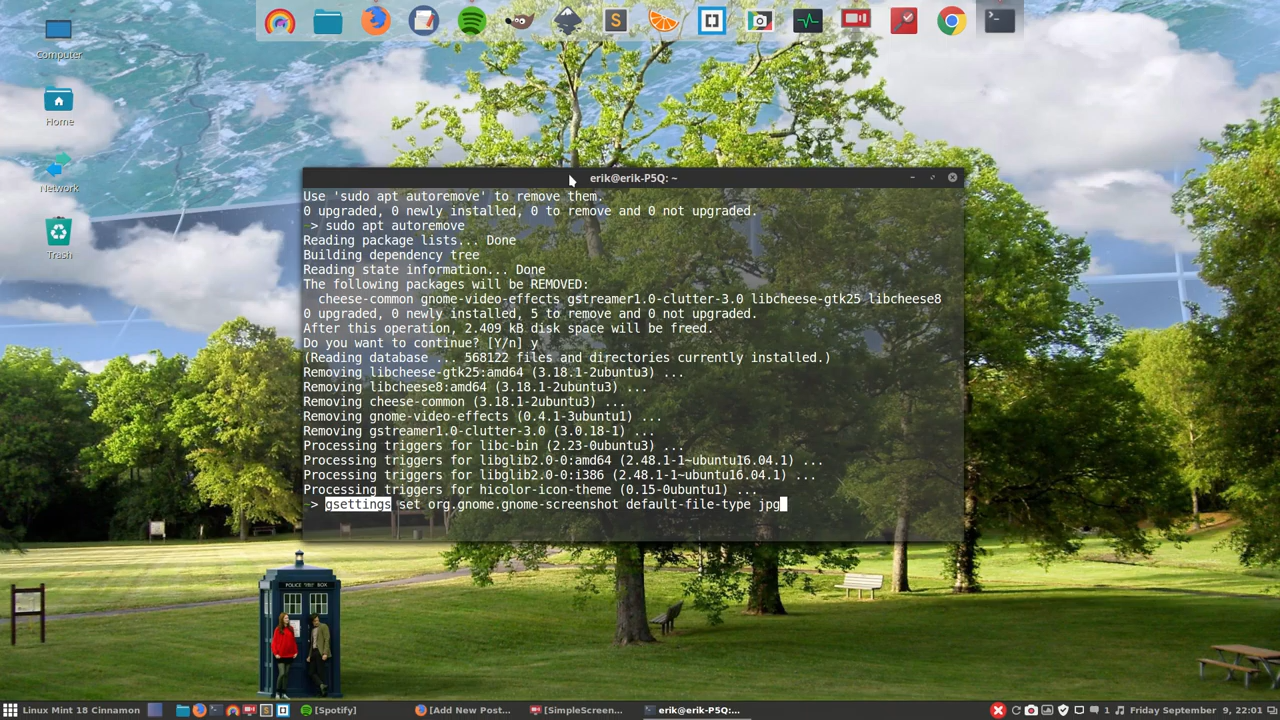 Computer
Home
Network
Trash
S
erik@erik-P5Q: ~
Use 'sudo apt autoremove' to remove them.
0 upgraded, 0 newly installed, 0 to remove and 0 not upgraded.
~> sudo apt autoremove
Reading package lists... Done
Building dependency tree
Reading state information... Done
The following packages will be REMOVED:
cheese-common gnome-video-effects gstreamer1.0-clutter-3.0 libcheese-gtk25 libcheese8
0 upgraded, 0 newly installed, 5 to remove and 0 not upgraded.
After this operation, 2.409 kB disk space will be freed.
Do you want to continue? [Y/n] y
(Reading database ... 568122 files and directories currently installed.)
Removing libcheese-gtk25:amd64 (3.18.1-2ubuntu3) ...
Removing libcheese8:amd64 (3.18.1-2ubuntu3) ...
Removing cheese-common (3.18.1-2ubuntu3) ...
Removing gnome-video-effects (0.4.1-3ubuntu1) ...
Removing gstreamer1.0-clutter-3.0 (3.0.18-1) ...
Processing triggers for libc-bin (2.23-0ubuntu3) ...
Processing triggers for libglib2.0-0:amd64 (2.48.1-1~ubuntu16.04.1) ...
Processing triggers for libglib2.0-0:i386 (2.48.1-1~ubuntu16.04.1) ...
Processing triggers for hicolor-icon-theme (0.15-0ubuntu1) ...
~> gsettings set org.gnome.gnome-screenshot default-file-type jpg
POLICE BOX
Linux Mint 18 Cinnamon
[Spotify]
[Add New Post...
[SimpleScreen...
erik@erik-P5Q:...
1
Friday September 9, 22:01